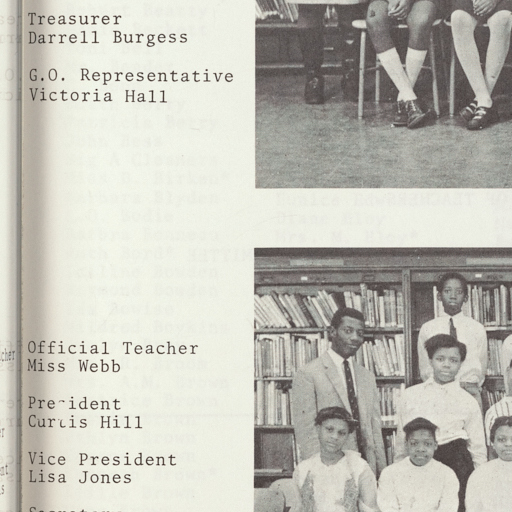 Treasurer
Darrell Burgess
G.O. Representative
Victoria Hall
Official Teacher
Miss Webb
President
Curtis Hill
Vice President
Lisa Jones